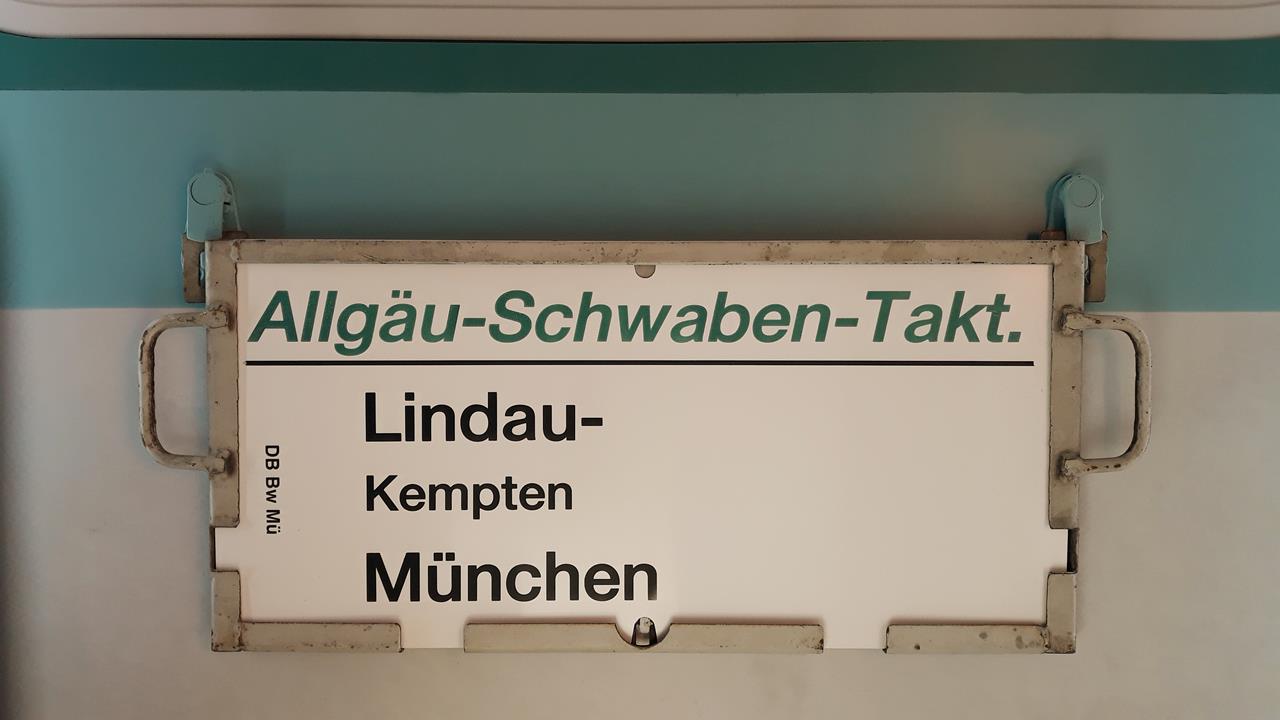 Allgäu-Schwaben-Takt.
Lindau-
Kempten
München
DB Bw Mü